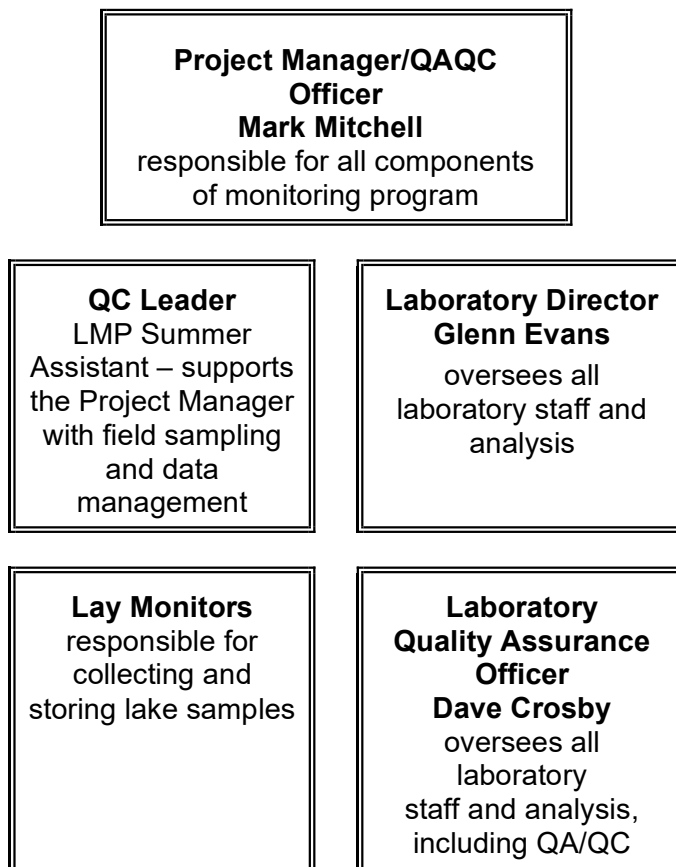 Project Manager/QAQC
Officer
Mark Mitchell
responsible for all components
of monitoring program
QC Leader
LMP Summer
Assistant – supports
the Project Manager
with field sampling
and data
management
Laboratory Director
Glenn Evans
oversees all
laboratory staff and
analysis
Lay Monitors
responsible for
collecting and
storing lake samples
Laboratory
Quality Assurance
Officer
Dave Crosby
oversees all
laboratory
staff and analysis,
including QA/QC